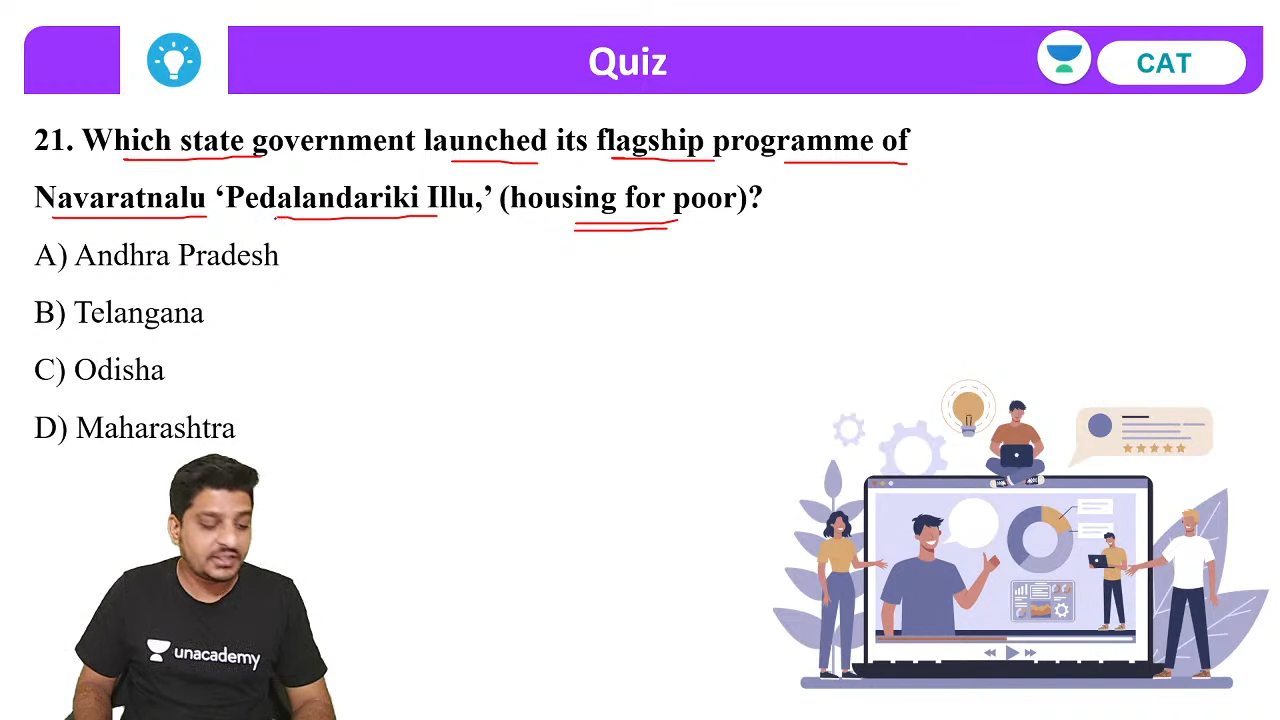 Quiz
CAT
21. Which state government launched its flagship programme of
Navaratnalu ‘Pedalandariki Illu,’ (housing for poor)?
A) Andhra Pradesh
B) Telangana
C) Odisha
D) Maharashtra
unacademy